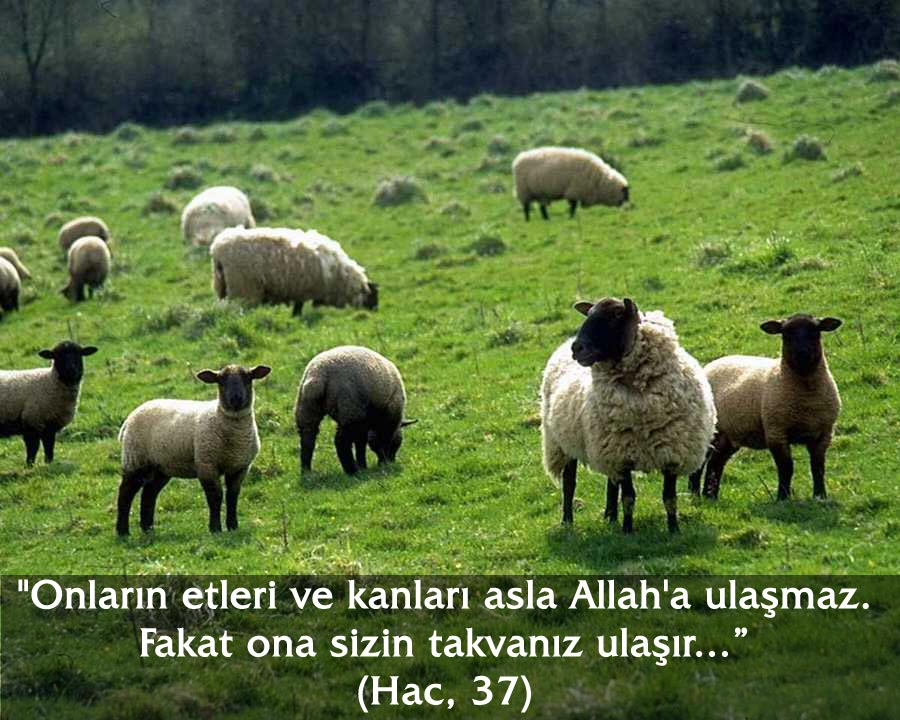 "Onların etleri ve kanları asla Allah'a ulaşmaz.
Fakat ona sizin takvanız ulaşır...”
(Hac, 37)